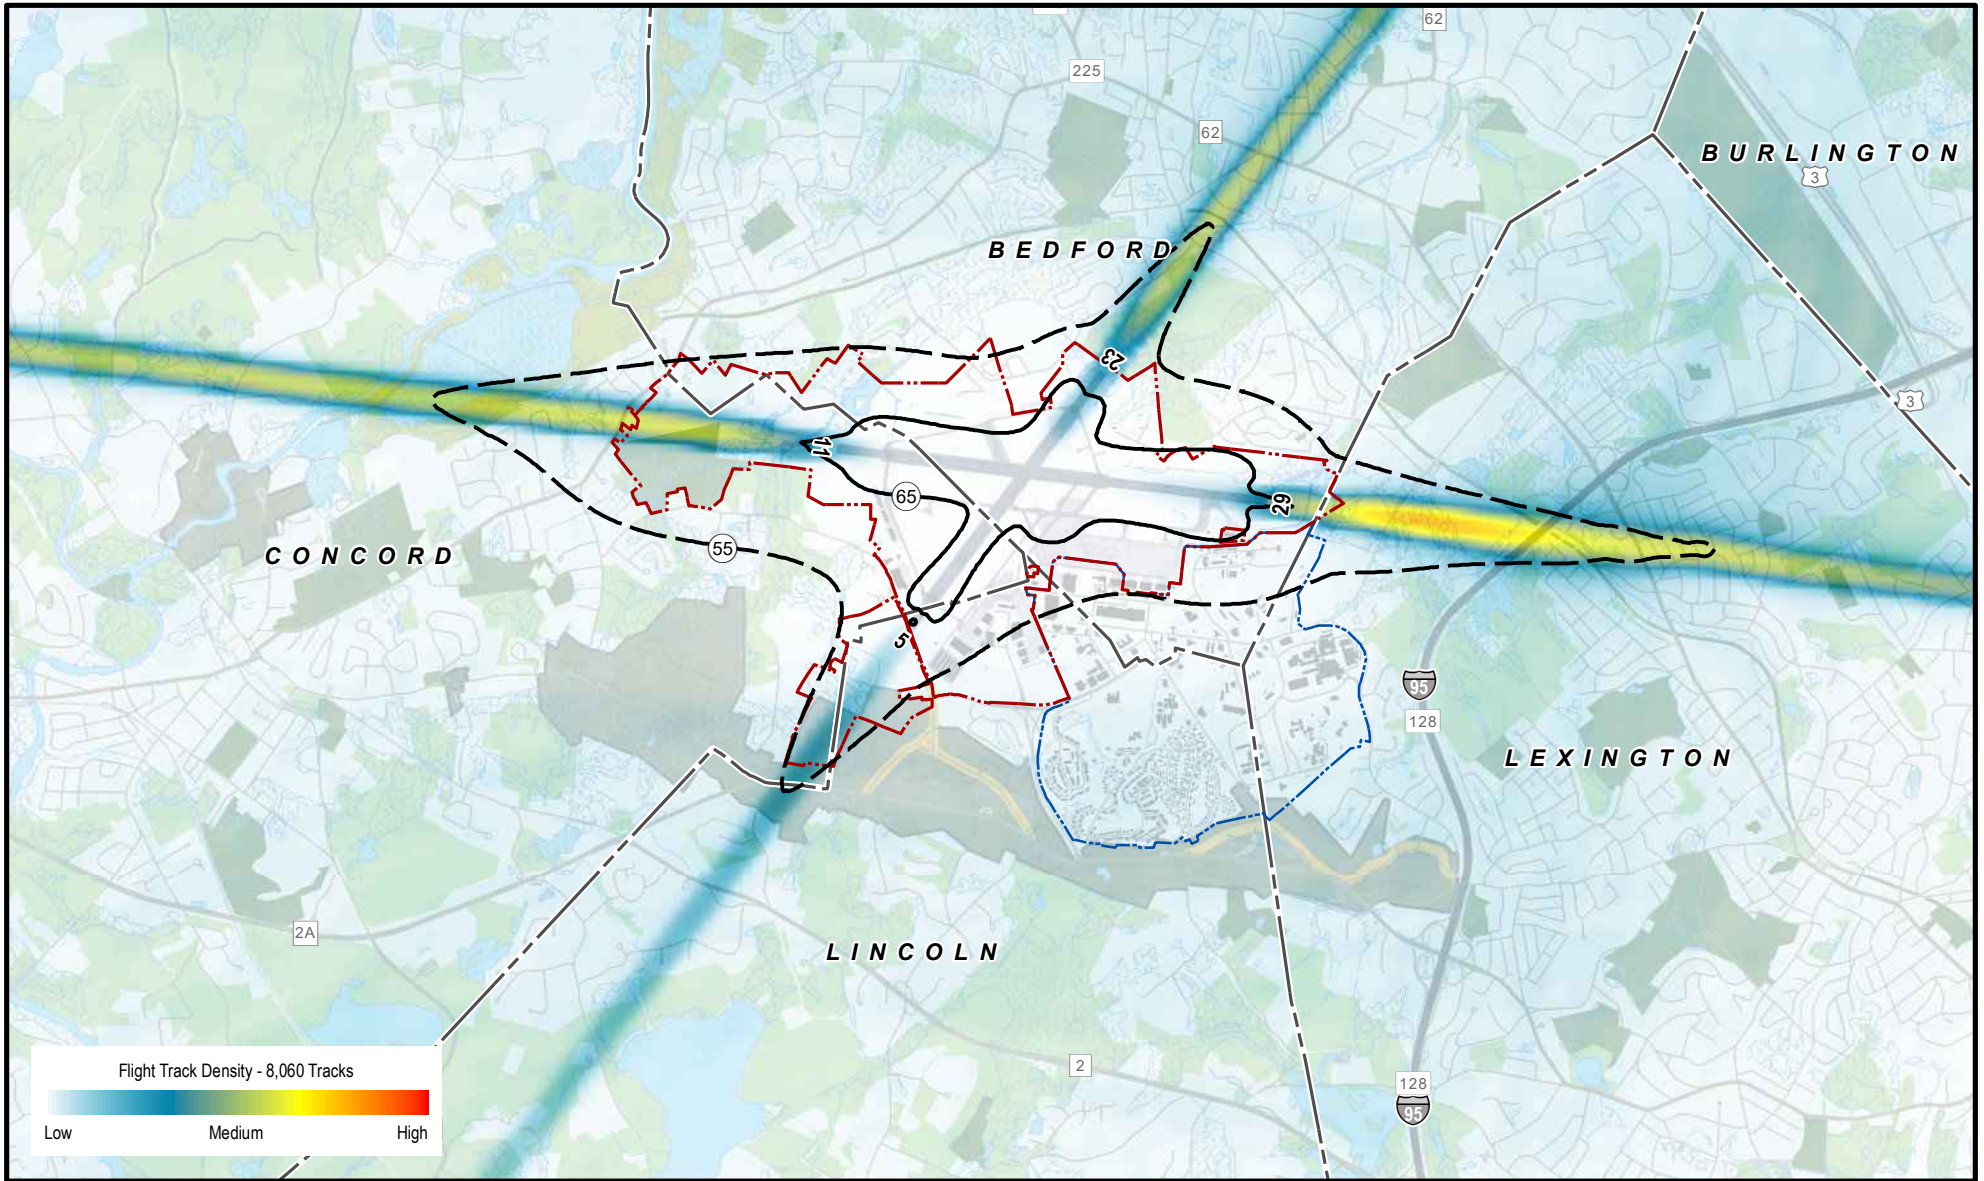 62
225
62
BURLINGTON
3
BEDFORD
23
3
11
65
29
55
CONCORD
5
95
128
LEXINGTON
2A
LINCOLN
2
128
95
Flight Track Density - 8,060 Tracks
Low Medium High